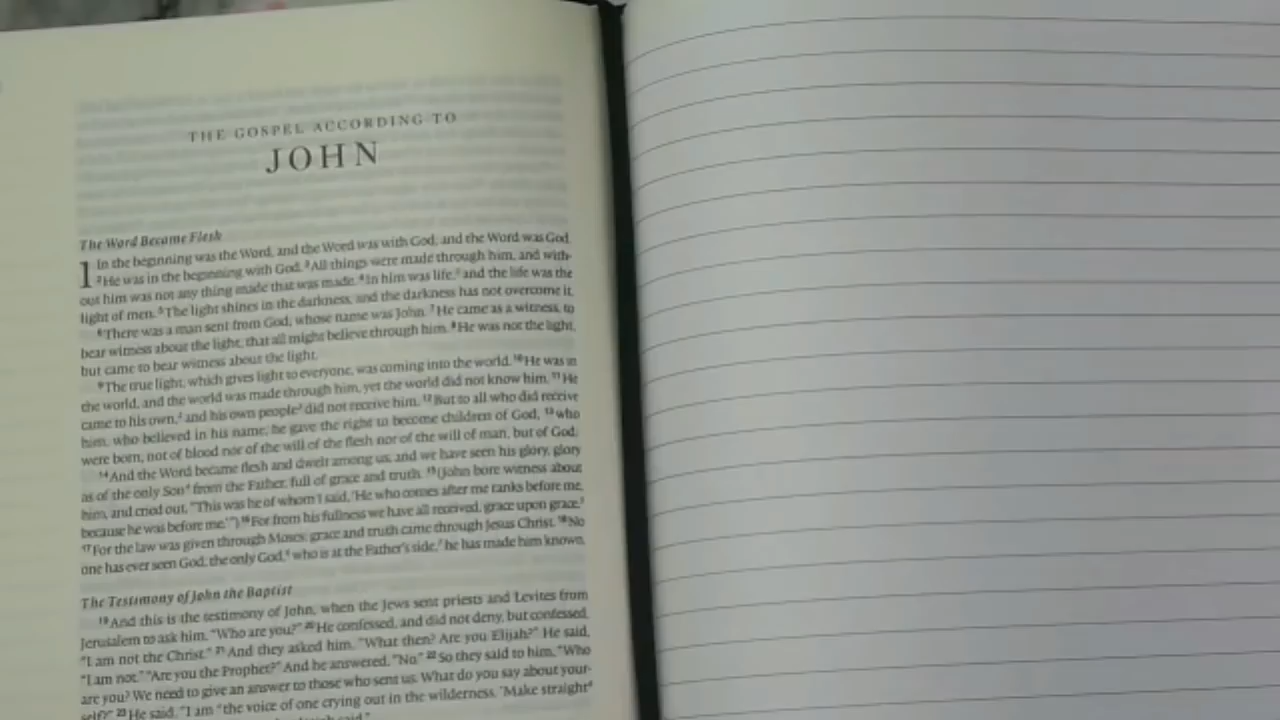 THE GOSPEL ACCORDING TO
JOHN
The Word Became Flesh
1 In the beginning was the Word, and the Word was with God, and the Word was God.
²He was in the beginning with God. ³All things were made through him, and with-
out him was not any thing made that was made. ⁴In him was life,¹ and the life was the
light of men. ⁵The light shines in the darkness, and the darkness has not overcome it.
⁶There was a man sent from God, whose name was John. ⁷He came as a witness, to
bear witness about the light, that all might believe through him. ⁸He was not the light,
but came to bear witness about the light.
⁹The true light, which gives light to everyone, was coming into the world. ¹⁰He was in
the world, and the world was made through him, yet the world did not know him. ¹¹He
came to his own,² and his own people³ did not receive him. ¹²But to all who did receive
him, who believed in his name, he gave the right to become children of God, ¹³who
were born, not of blood nor of the will of the flesh nor of the will of man, but of God.
¹⁴And the Word became flesh and dwelt among us, and we have seen his glory, glory
as of the only Son⁴ from the Father, full of grace and truth. ¹⁵(John bore witness about
him, and cried out, "This was he of whom I said, 'He who comes after me ranks before me,
because he was before me.'") ¹⁶For from his fullness we have all received, grace upon grace.⁵
¹⁷For the law was given through Moses; grace and truth came through Jesus Christ. ¹⁸No
one has ever seen God; the only God,⁶ who is at the Father's side,⁷ he has made him known.
The Testimony of John the Baptist
¹⁹And this is the testimony of John, when the Jews sent priests and Levites from
Jerusalem to ask him, "Who are you?" ²⁰He confessed, and did not deny, but confessed,
"I am not the Christ." ²¹And they asked him, "What then? Are you Elijah?" He said,
"I am not." "Are you the Prophet?" And he answered, "No." ²²So they said to him, "Who
are you? We need to give an answer to those who sent us. What do you say about your-
self?" ²³He said, "I am the voice of one crying out in the wilderness, 'Make straight⁸
said."